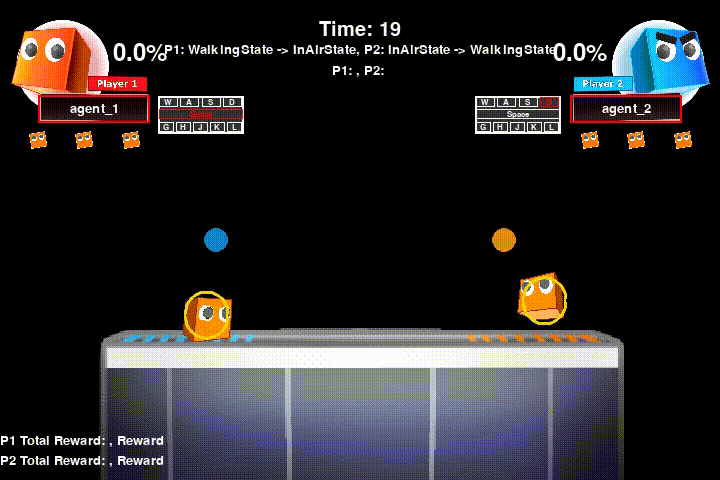 Time: 19
0.0%
P1: WalkingState -> InAirState, P2: InAirState -> WalkingState
0.0%
P1: , P2:
Player 1
Player 2
agent_1
W A S D
Space
G H J K L
W A S D
Space
G H J K L
agent_2
P1 Total Reward: , Reward
P2 Total Reward: , Reward